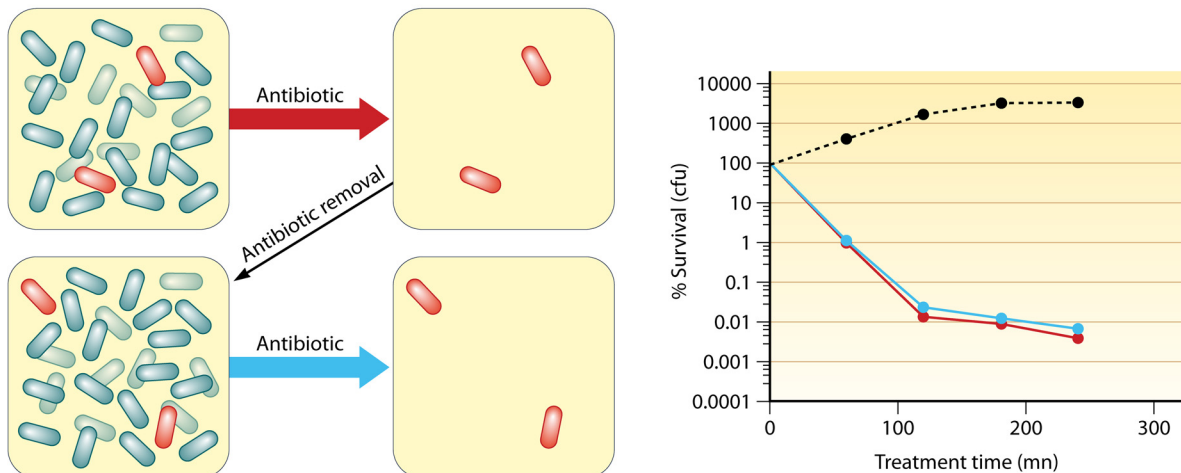 Antibiotic
Antibiotic removal
Antibiotic
% Survival (cfu)
10000
1000
100
10
1
0.1
0.01
0.001
0.0001
0
100
200
300
Treatment time (mn)